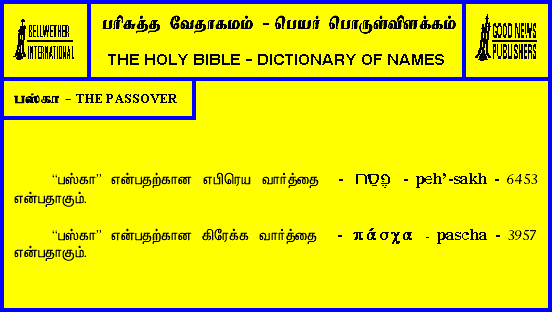 BELLWETHER
INTERNATIONAL
பரிசுத்த வேதாகமம் - பெயர் பொருள்விளக்கம்
THE HOLY BIBLE - DICTIONARY OF NAMES
GOOD NEWS
PUBLISHERS
பஸ்கா - THE PASSOVER
“பஸ்கா” என்பதற்கான எபிரெய வார்த்தை - פֶּסַח - peh’-sakh - 6453
என்பதாகும்.
“பஸ்கா” என்பதற்கான கிரேக்க வார்த்தை - πάσχα - pascha - 3957
என்பதாகும்.